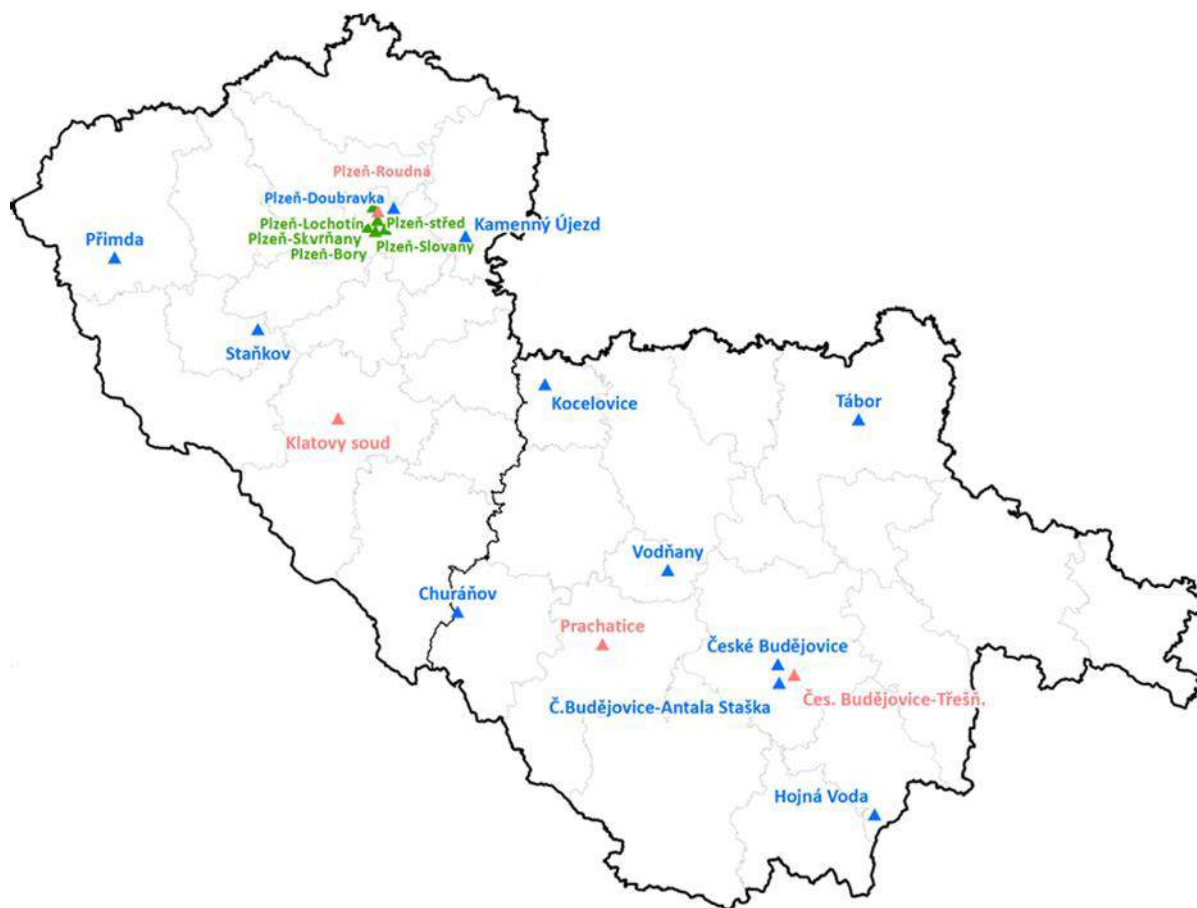 Plzeň-Roudná
Plzeň-Doubravka
Plzeň-Lochotín
Plzeň-střed
Kamenný Újezd
Plzeň-Skvrňany
Plzeň-Slovany
Plzeň-Bory
Přimda
Staňkov
Kocelovice
Tábor
Klatovy soud
Vodňany
Churáňov
Prachatice
České Budějovice
Č.Budějovice-Antala Staška
Čes. Budějovice-Třešň.
Hojná Voda